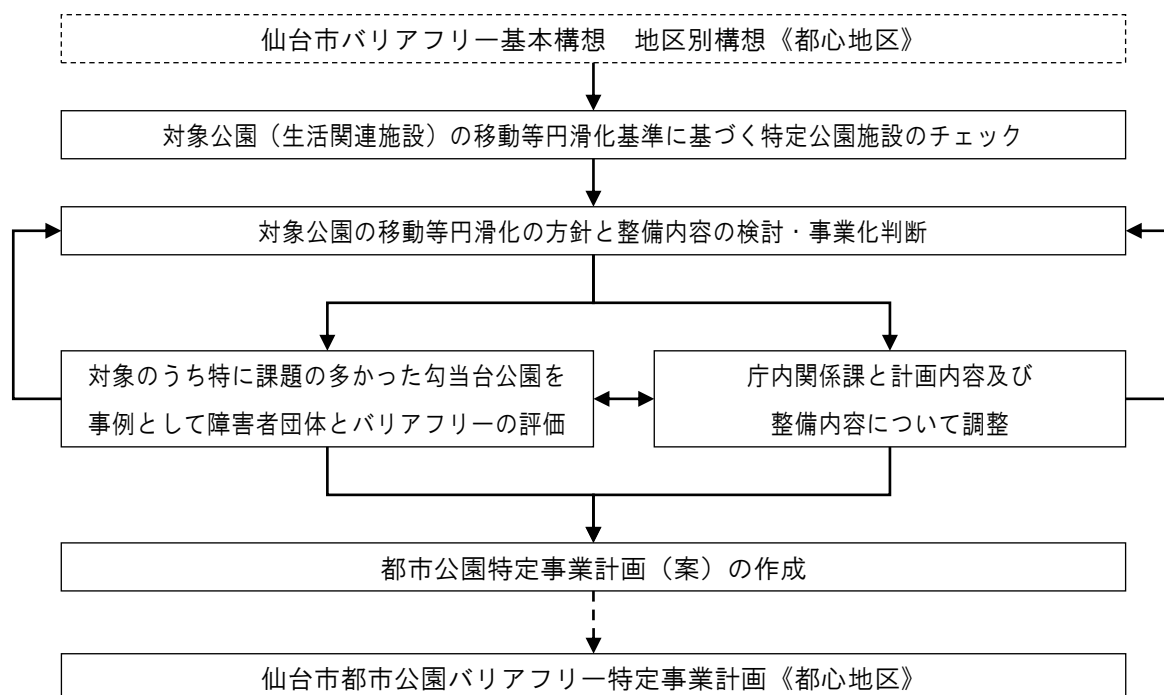 仙台市バリアフリー基本構想　地区別構想《都心地区》
対象公園（生活関連施設）の移動等円滑化基準に基づく特定公園施設のチェック
対象公園の移動等円滑化の方針と整備内容の検討・事業化判断
対象のうち特に課題の多かった勾当台公園を
事例として障害者団体とバリアフリーの評価
庁内関係課と計画内容及び
整備内容について調整
都市公園特定事業計画（案）の作成
仙台市都市公園バリアフリー特定事業計画《都心地区》